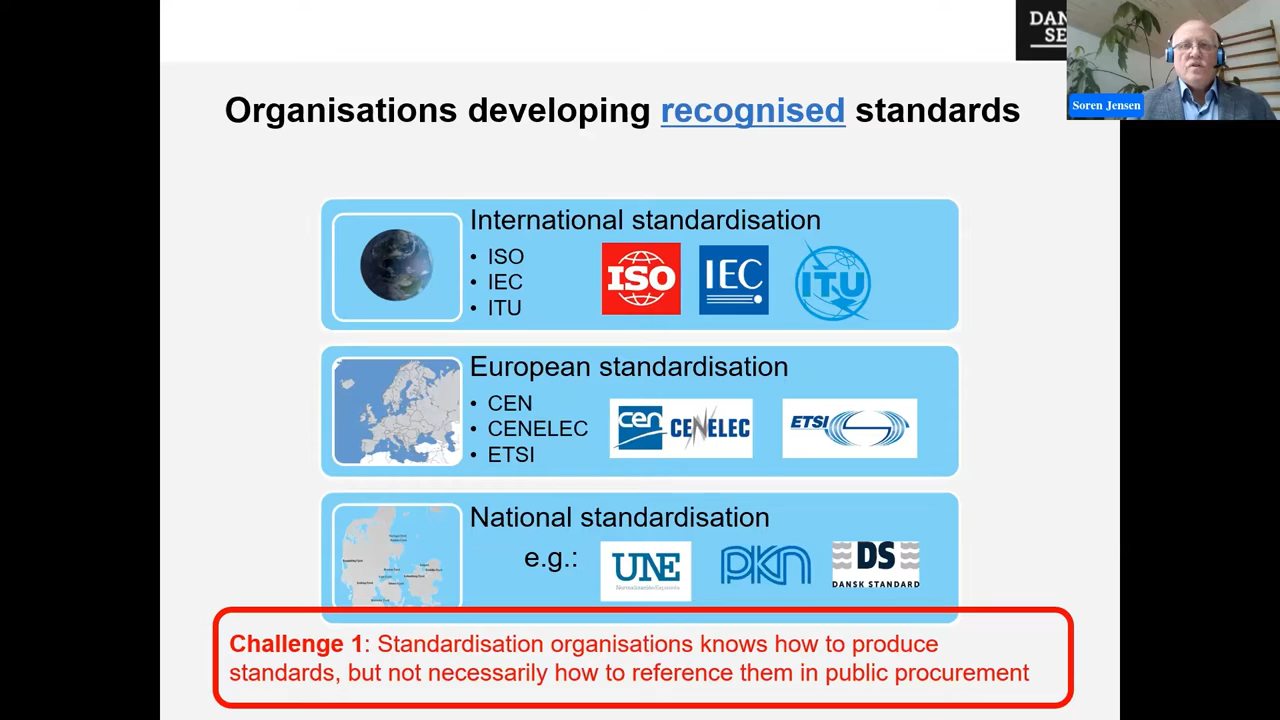 DAN
SE
Soren Jensen
Organisations developing recognised standards
International standardisation
• ISO
• IEC
• ITU
ISO
IEC
ITU
European standardisation
• CEN
• CENELEC
• ETSI
cen
CENELEC
ETSI
National standardisation
e.g.:
UNE
PKN
DS
DANSK STANDARD
Challenge 1: Standardisation organisations knows how to produce
standards, but not necessarily how to reference them in public procurement